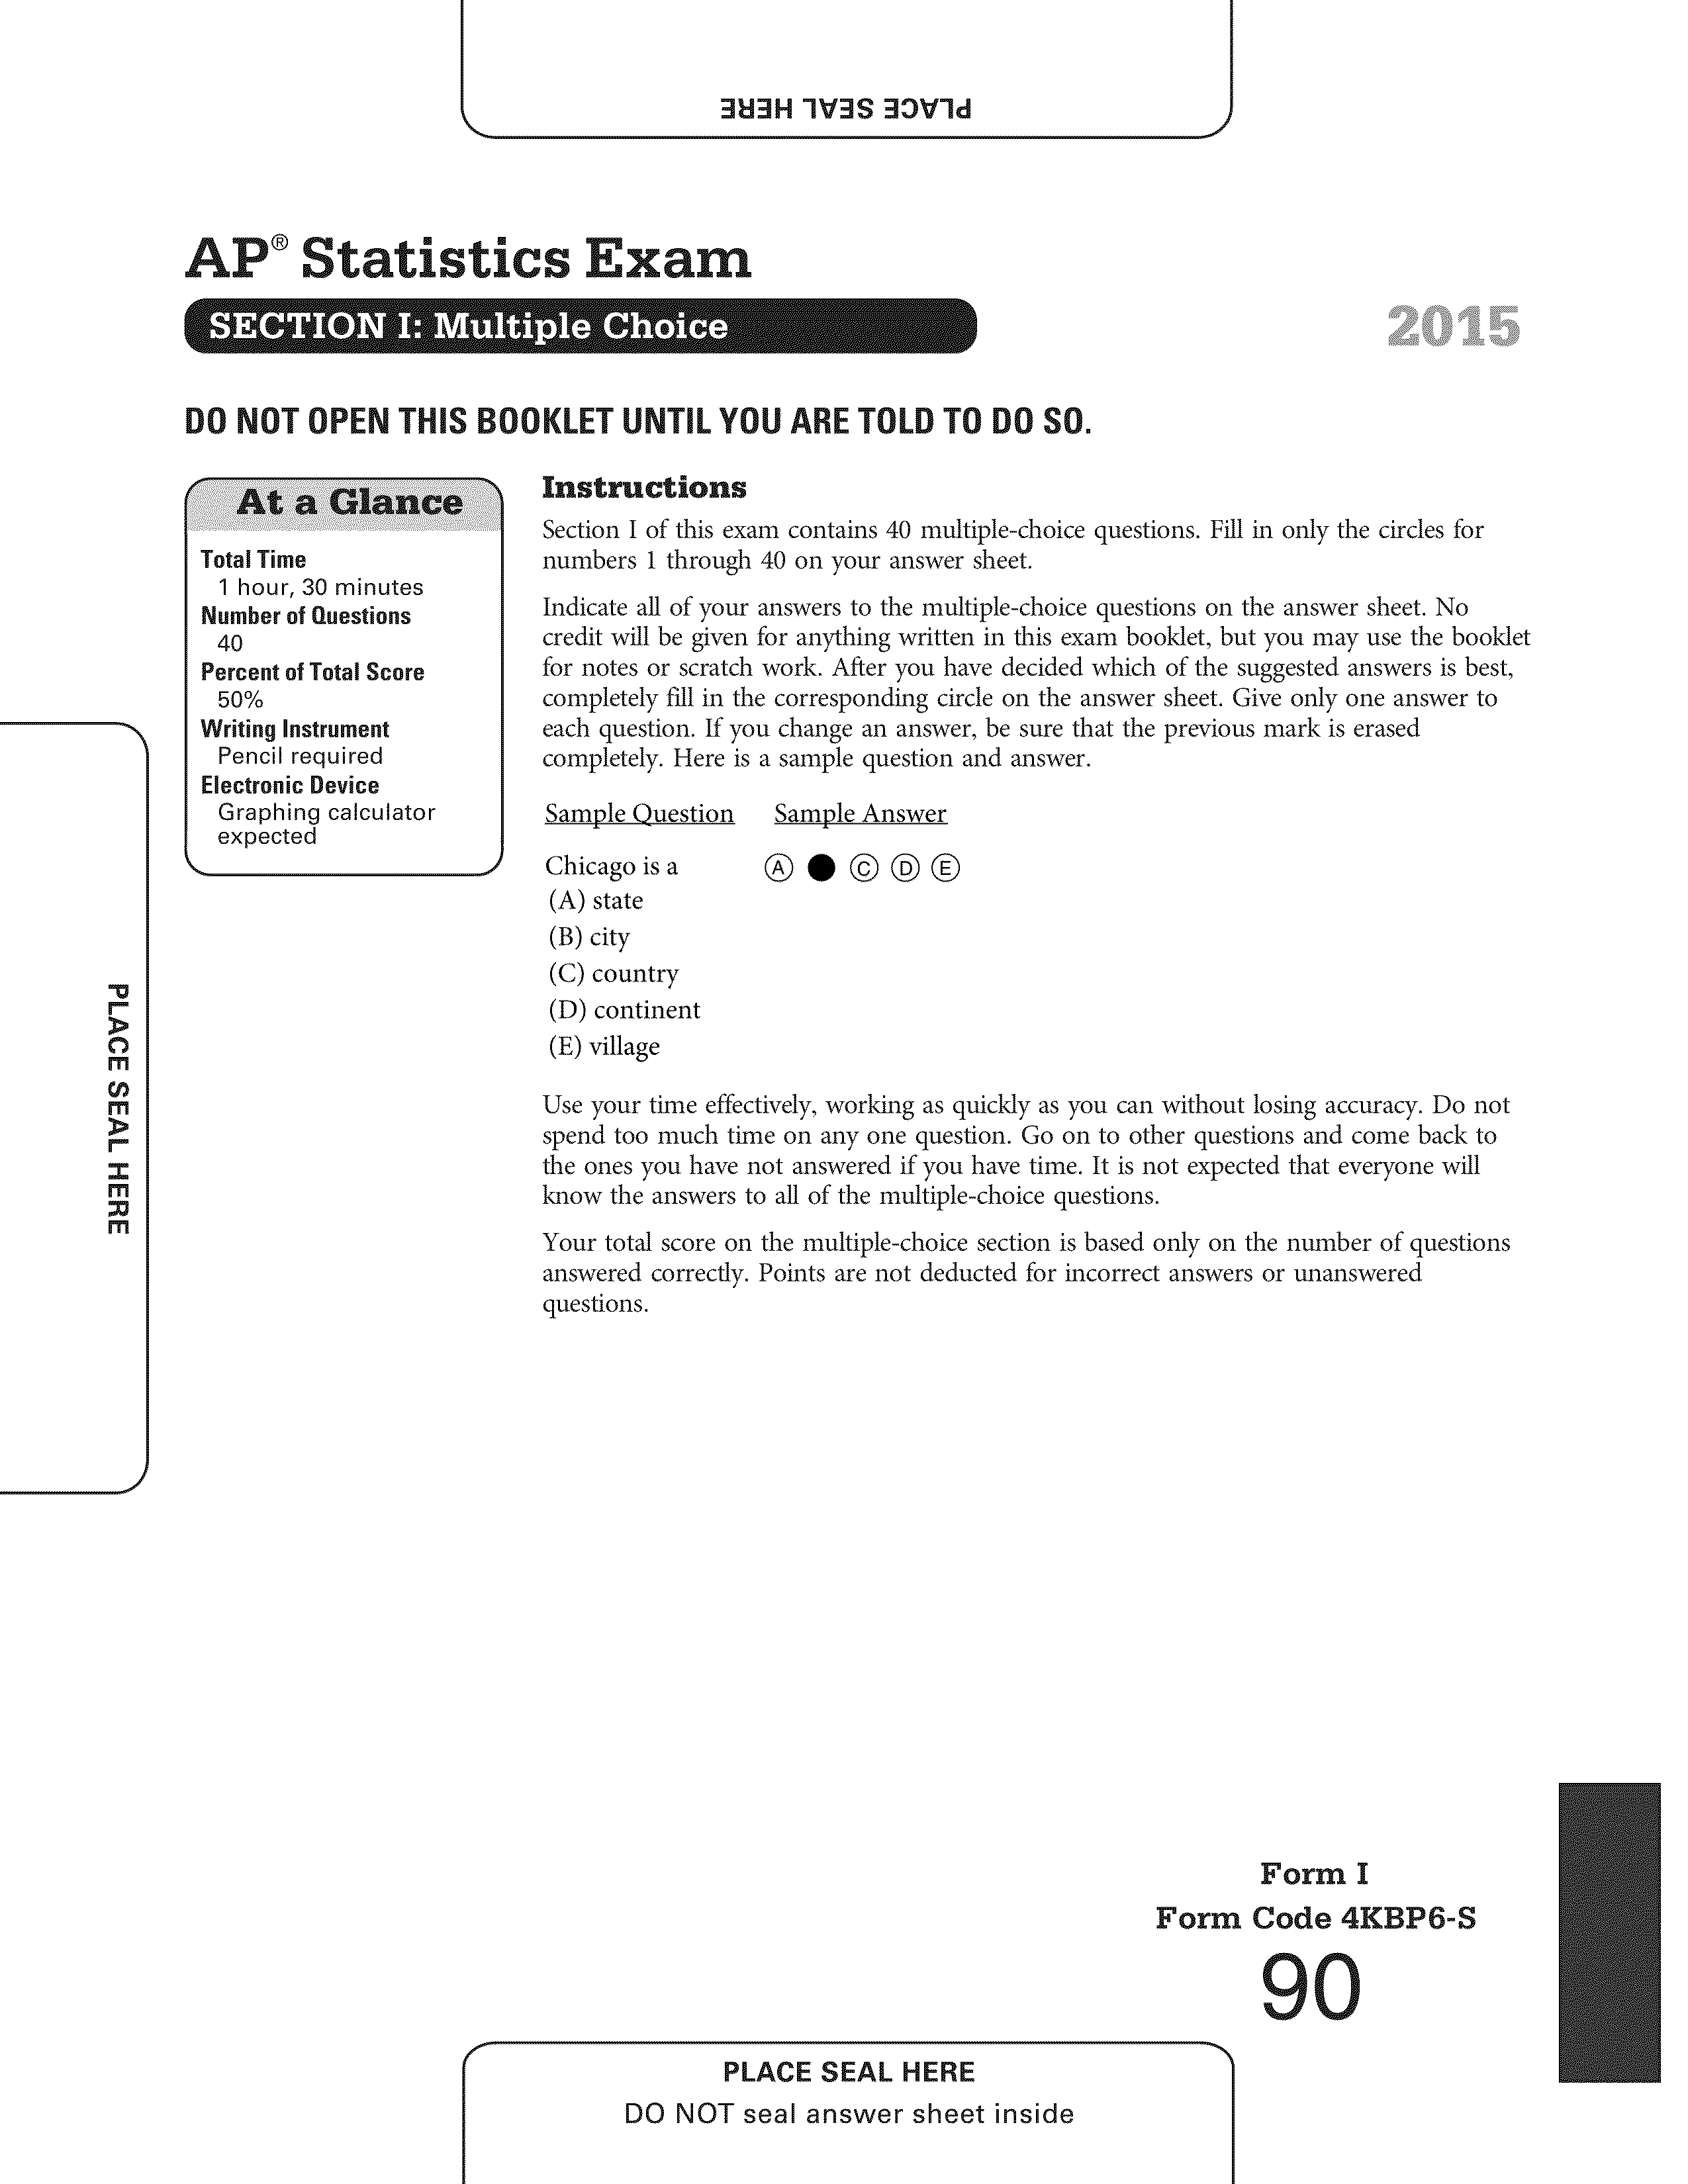 PLACE SEAL HERE
AP® Statistics Exam
SECTION I: Multiple Choice
2015
DO NOT OPEN THIS BOOKLET UNTIL YOU ARE TOLD TO DO SO.
At a Glance
Total Time
1 hour, 30 minutes
Number of Questions
40
Percent of Total Score
50%
Writing Instrument
Pencil required
Electronic Device
Graphing calculator
expected
Instructions
Section I of this exam contains 40 multiple-choice questions. Fill in only the circles for
numbers 1 through 40 on your answer sheet.
Indicate all of your answers to the multiple-choice questions on the answer sheet. No
credit will be given for anything written in this exam booklet, but you may use the booklet
for notes or scratch work. After you have decided which of the suggested answers is best,
completely fill in the corresponding circle on the answer sheet. Give only one answer to
each question. If you change an answer, be sure that the previous mark is erased
completely. Here is a sample question and answer.
Sample Question Sample Answer
Chicago is a A C D E
(A) state
(B) city
(C) country
(D) continent
(E) village
Use your time effectively, working as quickly as you can without losing accuracy. Do not
spend too much time on any one question. Go on to other questions and come back to
the ones you have not answered if you have time. It is not expected that everyone will
know the answers to all of the multiple-choice questions.
Your total score on the multiple-choice section is based only on the number of questions
answered correctly. Points are not deducted for incorrect answers or unanswered
questions.
PLACE SEAL HERE
Form I
Form Code 4KBP6-S
90
PLACE SEAL HERE
DO NOT seal answer sheet inside